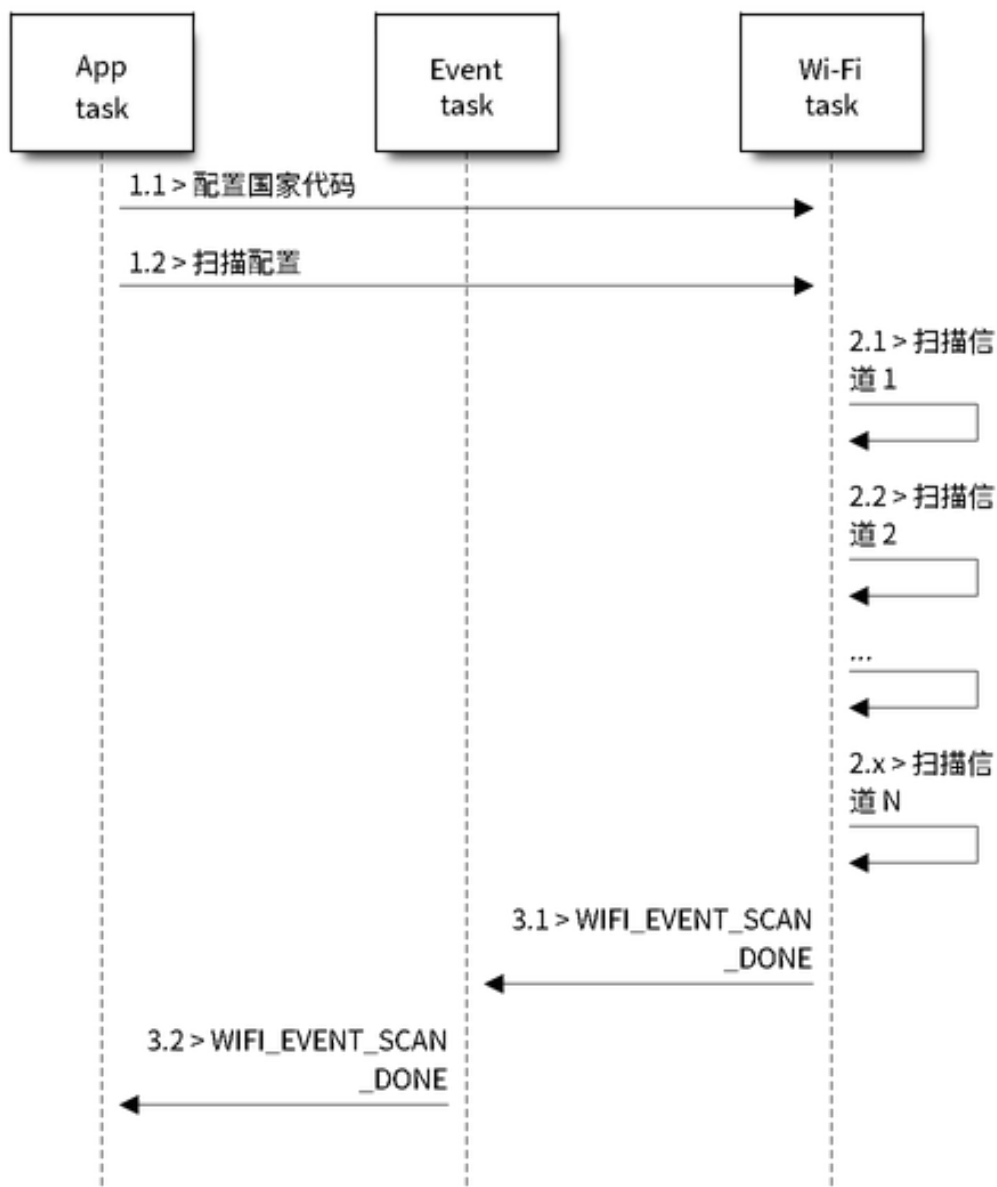 App
task
Event
task
Wi-Fi
task
1.1 > 配置国家代码
1.2 > 扫描配置
2.1 > 扫描信
道 1
2.2 > 扫描信
道 2
...
2.x > 扫描信
道 N
3.1 > WIFI_EVENT_SCAN
_DONE
3.2 > WIFI_EVENT_SCAN
_DONE